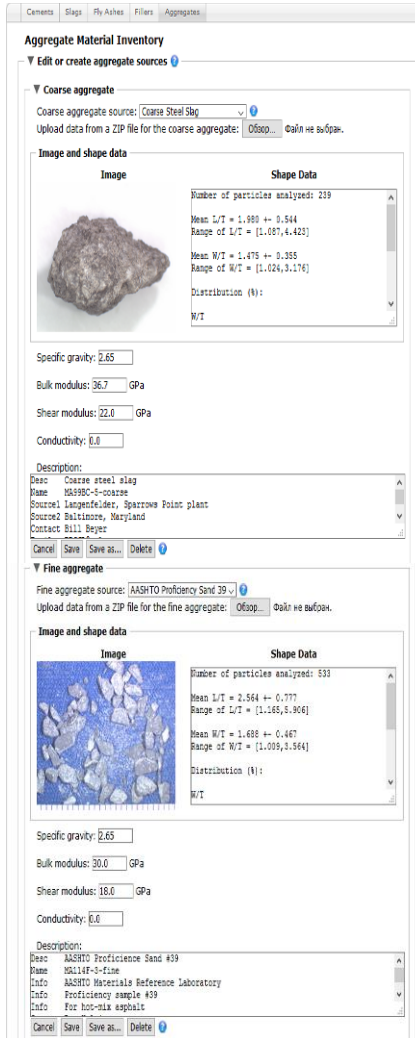 Cements Slags Fly Ashes Fillers Aggregates
Aggregate Material Inventory
▼ Edit or create aggregate sources ?
▼ Coarse aggregate
Coarse aggregate source: Coarse Steel Slag ?
Upload data from a ZIP file for the coarse aggregate: Обзор... Файл не выбран.
Image and shape data
Image Shape Data
Number of particles analyzed: 239
Mean L/T = 1.980 +- 0.544
Range of L/T = [1.087,4.423]
Mean W/T = 1.475 +- 0.355
Range of W/T = [1.024,3.176]
Distribution (%):
W/T
Specific gravity: 2.65
Bulk modulus: 36.7 GPa
Shear modulus: 22.0 GPa
Conductivity: 0.0
Description:
Desc Coarse steel slag
Name MA99BC-5-coarse
Source1 Langenfelder, Sparrows Point plant
Source2 Baltimore, Maryland
Contact Bill Beyer
Cancel Save Save as... Delete ?
▼ Fine aggregate
Fine aggregate source: AASHTO Proficiency Sand 39 ?
Upload data from a ZIP file for the fine aggregate: Обзор... Файл не выбран.
Image and shape data
Image Shape Data
Number of particles analyzed: 533
Mean L/T = 2.564 +- 0.777
Range of L/T = [1.165,5.906]
Mean W/T = 1.688 +- 0.467
Range of W/T = [1.009,3.564]
Distribution (%):
W/T
Specific gravity: 2.65
Bulk modulus: 30.0 GPa
Shear modulus: 18.0 GPa
Conductivity: 0.0
Description:
Desc AASHTO Proficience Sand #39
Name MA114F-3-fine
Info AASHTO Materials Reference Laboratory
Info Proficiency sample #39
Info For hot-mix asphalt
Cancel Save Save as... Delete ?